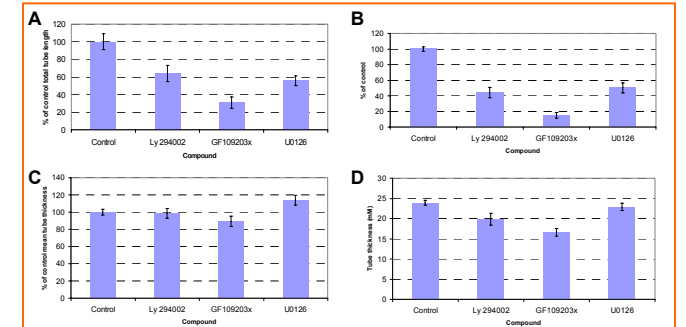 A
% of control total tube length
120
100
80
60
40
20
0
Control Ly 294002 GF109203x U0126
Compound
B
% of control
120
100
80
60
40
20
0
Control Ly 294002 GF109203x U0126
Compound
C
% of control mean tube thickness
140
120
100
80
60
40
20
0
Control Ly 294002 GF109203x U0126
Compound
D
Tube thickness (mM)
30
25
20
15
10
5
0
Control Ly 294002 GF109203x U0126
Compound